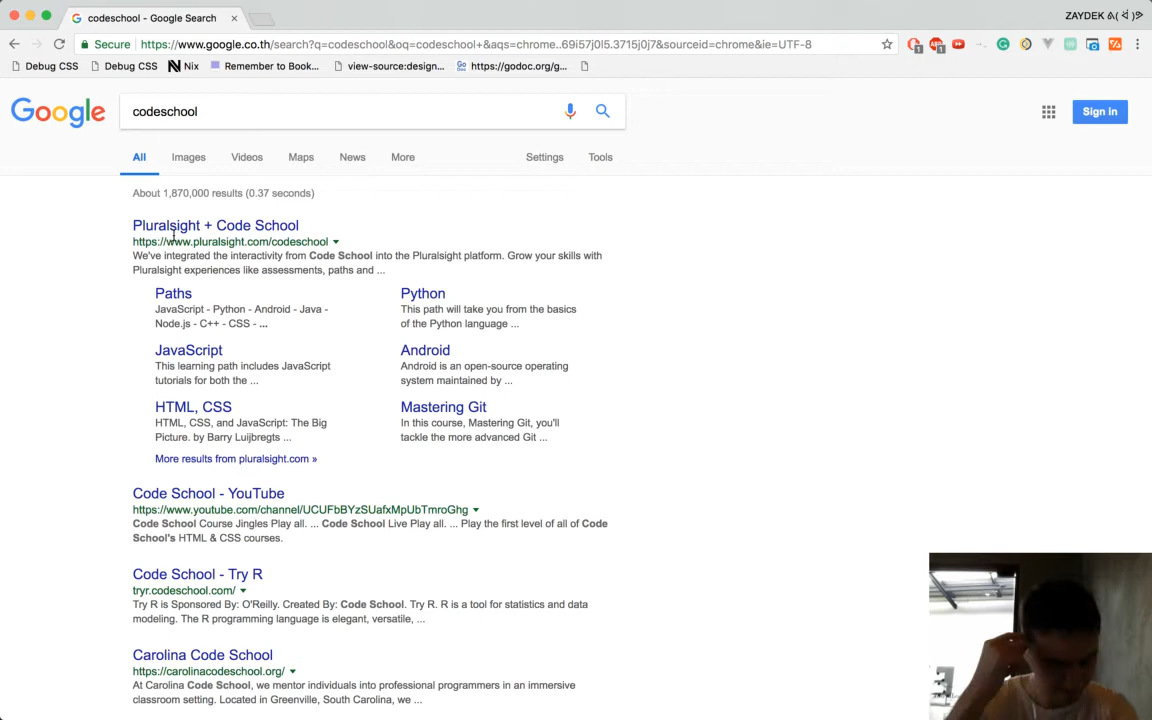 codeschool - Google Search
ZAYDEK
Secure https://www.google.co.th/search?q=codeschool&oq=codeschool+&aqs=chrome..69i57j0l5.3715j0j7&sourceid=chrome&ie=UTF-8
Debug CSS Debug CSS Nix Remember to Book... view-source:design... https://godoc.org/g...
Google codeschool Sign in
All Images Videos Maps News More Settings Tools
About 1,870,000 results (0.37 seconds)
Pluralsight + Code School
https://www.pluralsight.com/codeschool
We've integrated the interactivity from Code School into the Pluralsight platform. Grow your skills with
Pluralsight experiences like assessments, paths and ...
Paths
JavaScript - Python - Android - Java -
Node.js - C++ - CSS - ...
Python
This path will take you from the basics
of the Python language ...
JavaScript
This learning path includes JavaScript
tutorials for both the ...
Android
Android is an open-source operating
system maintained by ...
HTML, CSS
HTML, CSS, and JavaScript: The Big
Picture. by Barry Luijbregts ...
Mastering Git
In this course, Mastering Git, you'll
tackle the more advanced Git ...
More results from pluralsight.com »
Code School - YouTube
https://www.youtube.com/channel/UCUFbBYzSUafxMpUbTmroGhg
Code School Course Jingles Play all. ... Code School Live Play all. ... Play the first level of all of Code
School's HTML & CSS courses.
Code School - Try R
tryr.codeschool.com/
Try R is Sponsored By: O'Reilly. Created By: Code School. Try R. R is a tool for statistics and data
modeling. The R programming language is elegant, versatile, ...
Carolina Code School
https://carolinacodeschool.org/
At Carolina Code School, we mentor individuals into professional programmers in an immersive
classroom setting. Located in Greenville, South Carolina, we ...